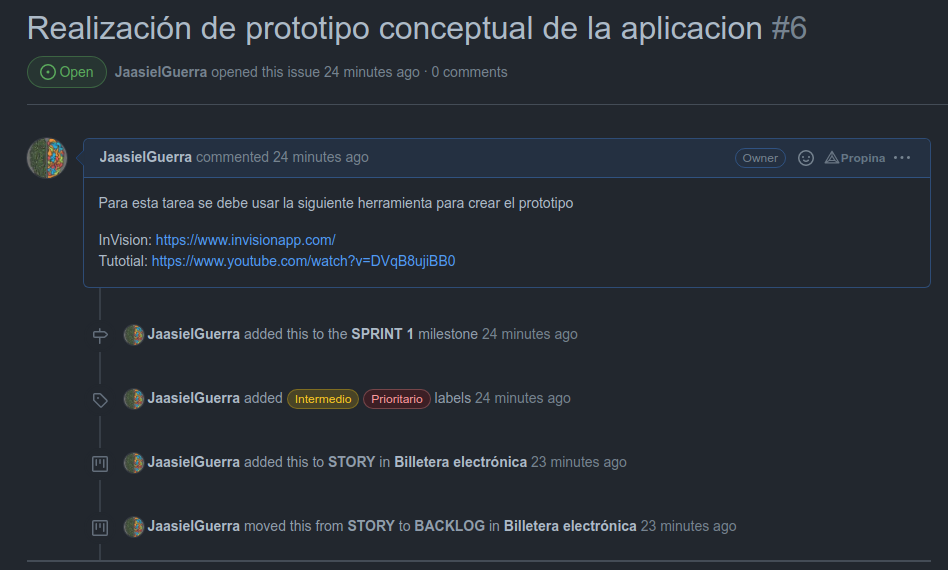 Realización de prototipo conceptual de la aplicacion #6
Open JaasielGuerra opened this issue 24 minutes ago · 0 comments
JaasielGuerra commented 24 minutes ago Owner Propina ···
Para esta tarea se debe usar la siguiente herramienta para crear el prototipo
InVision: https://www.invisionapp.com/
Tutotial: https://www.youtube.com/watch?v=DVqB8ujiBB0
JaasielGuerra added this to the SPRINT 1 milestone 24 minutes ago
JaasielGuerra added Intermedio Prioritario labels 24 minutes ago
JaasielGuerra added this to STORY in Billetera electrónica 23 minutes ago
JaasielGuerra moved this from STORY to BACKLOG in Billetera electrónica 23 minutes ago